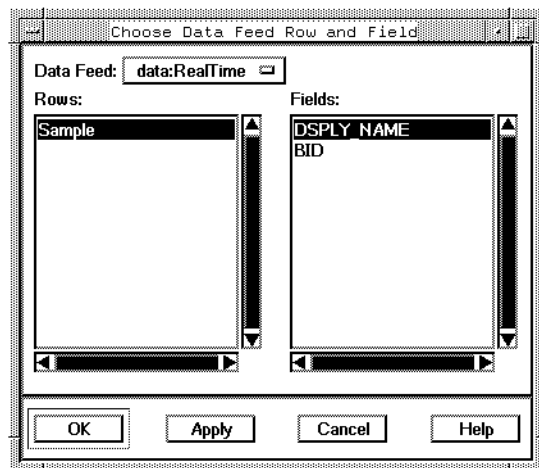 Choose Data Feed Row and Field
Data Feed: data:RealTime
Rows: Fields:
Sample DSPLY_NAME
BID
OK Apply Cancel Help